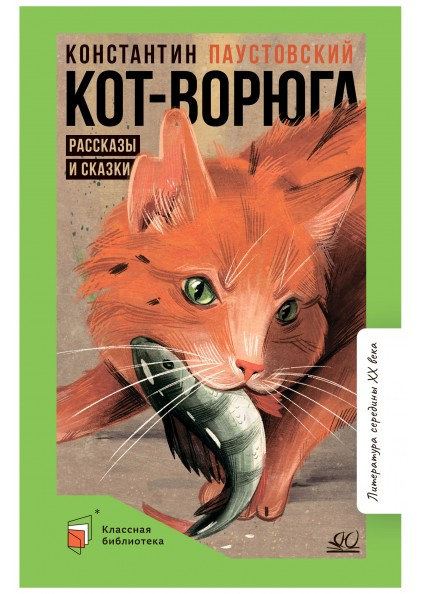 КОНСТАНТИН ПАУСТОВСКИЙ
КОТ-ВОРЮГА
РАССКАЗЫ
И СКАЗКИ
Литература середины XX века
*
Классная
библиотека